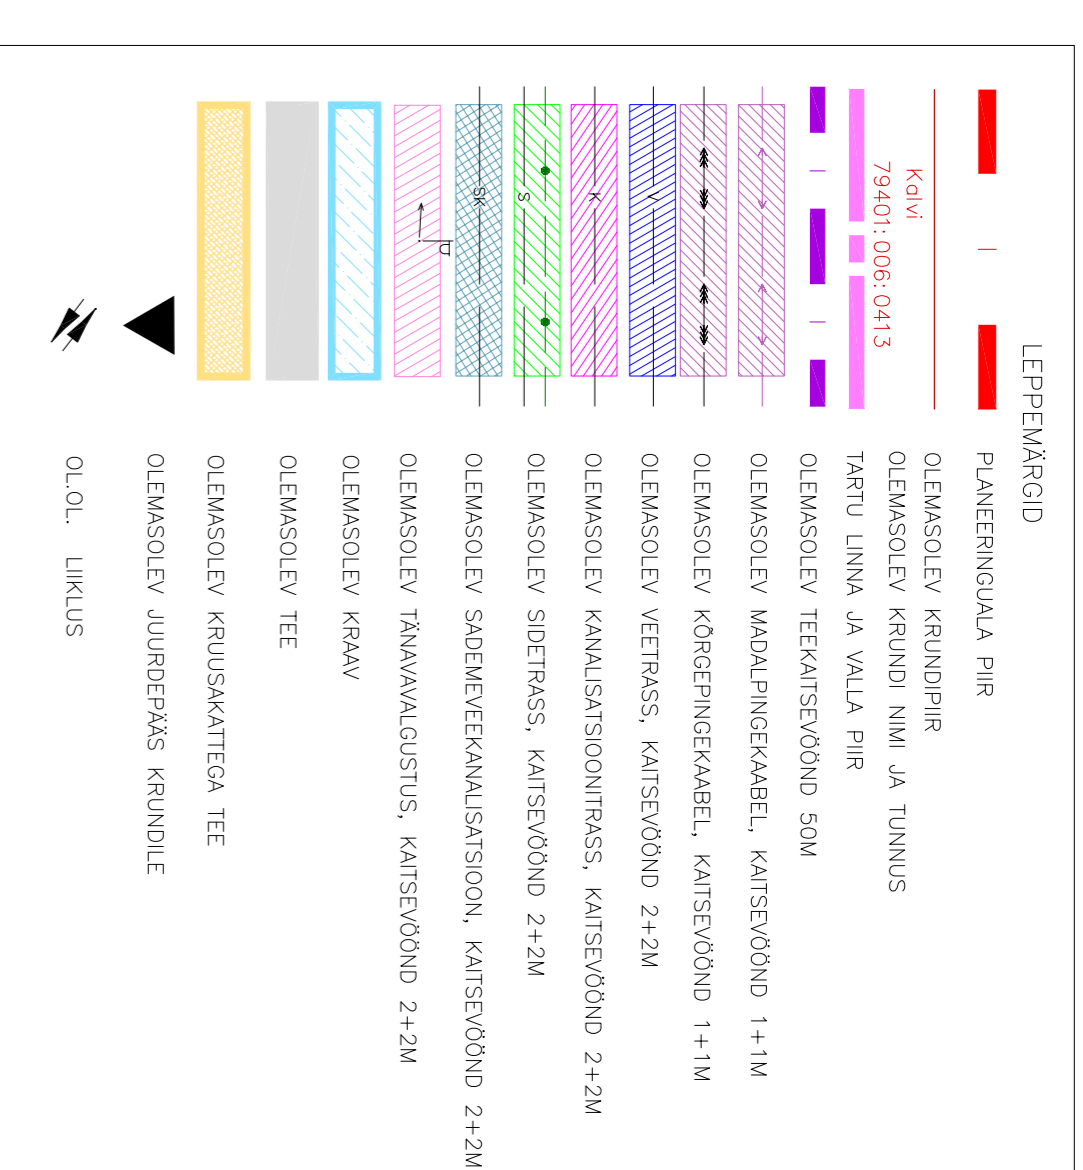 LEPPEMÄRGID
PLANEERINGUALA PIIR
OLEMASOLEV KRUNDIPIIR
Kalvi
79401:006:0413
OLEMASOLEV KRUNDI NIMI JA TUNNUS
TARTU LINNA JA VALLA PIIR
OLEMASOLEV TEEKAITSEVÖÖND 50M
OLEMASOLEV MADALPINGEKAABEL, KAITSEVÖÖND 1+1M
OLEMASOLEV KÕRGEPINGEKAABEL, KAITSEVÖÖND 1+1M
V
OLEMASOLEV VEETRASS, KAITSEVÖÖND 2+2M
K
OLEMASOLEV KANALISATSIOONITRASS, KAITSEVÖÖND 2+2M
S
OLEMASOLEV SIDETRASS, KAITSEVÖÖND 2+2M
SK
OLEMASOLEV SADEMEVEEKANALISATSIOON, KAITSEVÖÖND 2+2M
OLEMASOLEV TÄNAVAVALGUSTUS, KAITSEVÖÖND 2+2M
OLEMASOLEV KRAAV
OLEMASOLEV TEE
OLEMASOLEV KRUUSAKATTEGA TEE
OLEMASOLEV JUURDEPÄÄS KRUNDILE
OL.OL. LIIKLUS